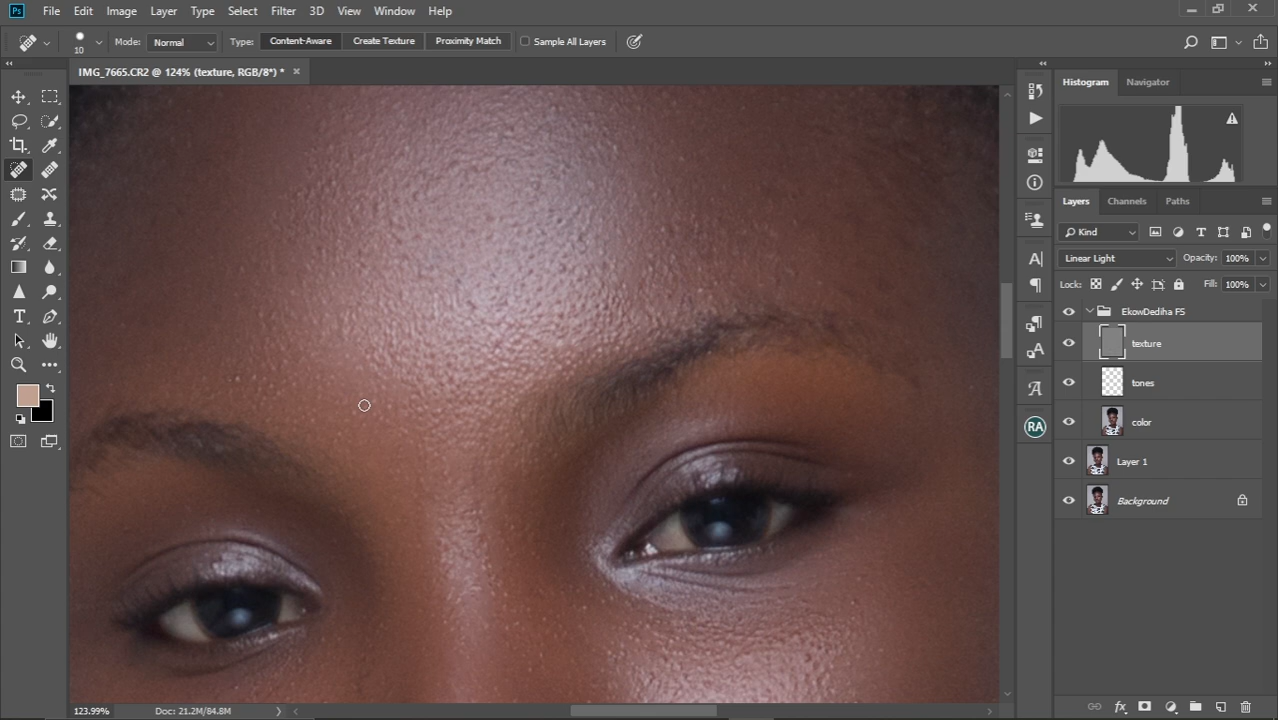 Ps File Edit Image Layer Type Select Filter 3D View Window Help
10 Mode: Normal Type: Content-Aware Create Texture Proximity Match Sample All Layers
IMG_7665.CR2 @ 124% (texture, RGB/8*) *
Histogram Navigator
Layers Channels Paths
Kind
Linear Light Opacity: 100%
Lock: Fill: 100%
EkowDediha FS
texture
tones
color
Layer 1
Background
RA
123.99% Doc: 21.2M/84.8M